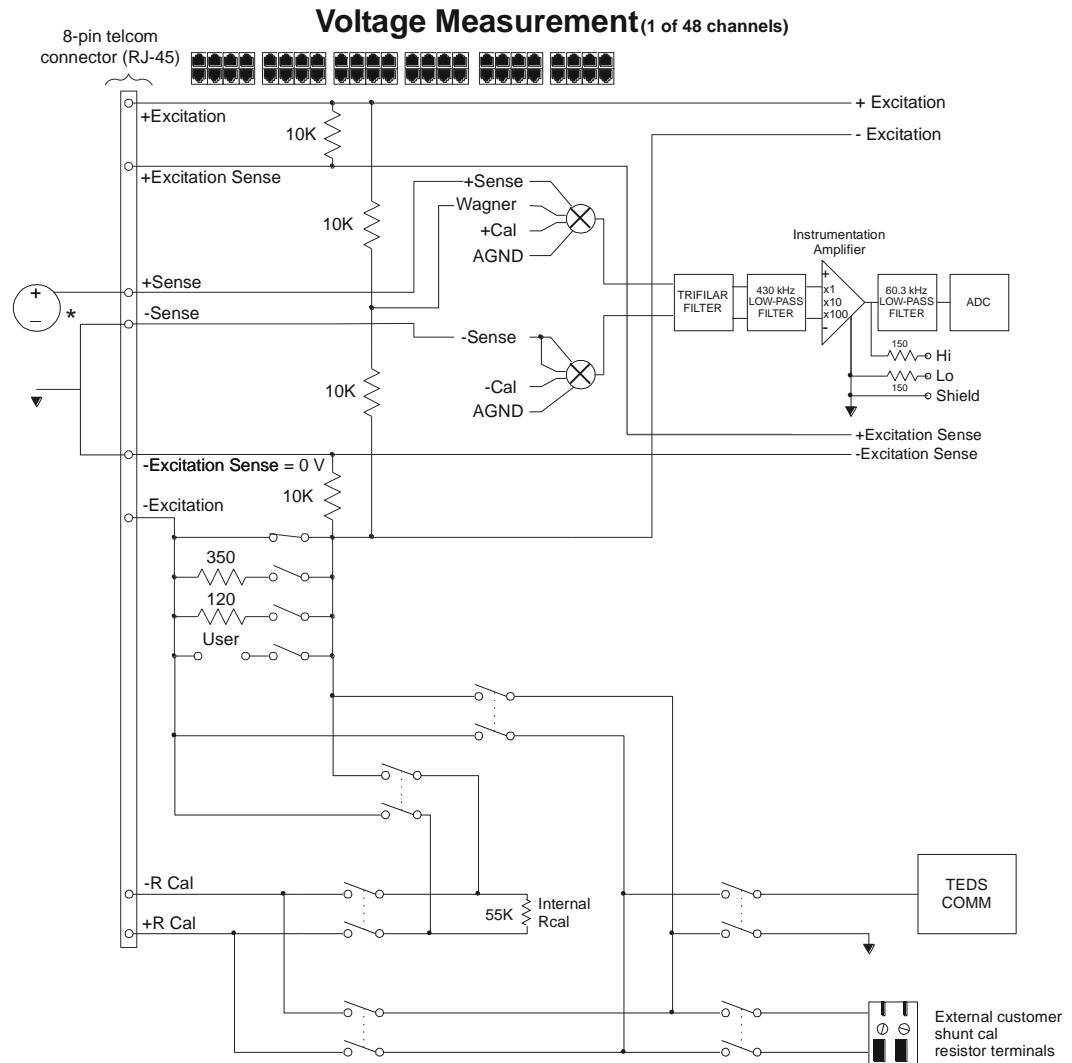 Voltage Measurement (1 of 48 channels)
8-pin telcom
connector (RJ-45)
+Excitation
+ Excitation
10K
- Excitation
+Excitation Sense
+Sense
Wagner
10K
+Cal
AGND
Instrumentation
Amplifier
+Sense
-Sense
+
–
*
TRIFILAR
FILTER
430 kHz
LOW-PASS
FILTER
+
x1
x10
x100
-
60.3 kHz
LOW-PASS
FILTER
ADC
-Sense
150
Hi
Lo
150
Shield
10K
-Cal
AGND
+Excitation Sense
-Excitation Sense
-Excitation Sense = 0 V
10K
-Excitation
350
120
User
-R Cal
+R Cal
55K
Internal
Rcal
TEDS
COMM
External customer
shunt cal
resistor terminals